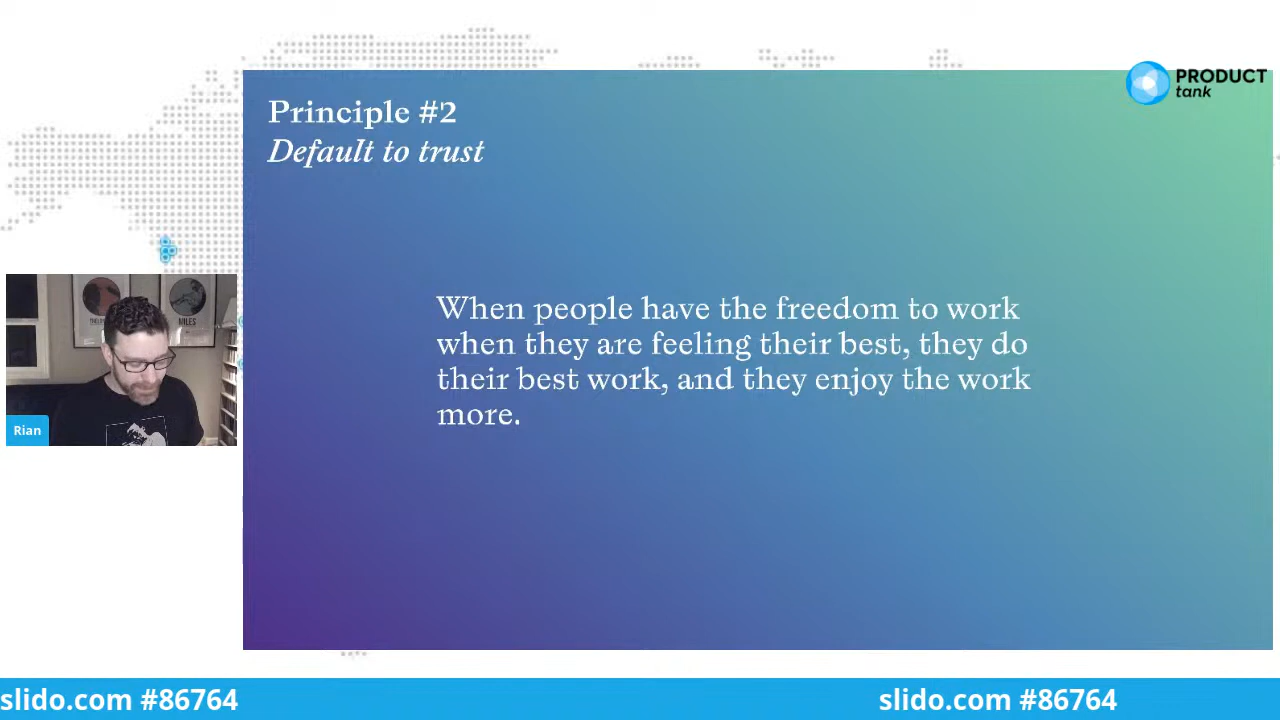 PRODUCT
tank
Principle #2
Default to trust
When people have the freedom to work
when they are feeling their best, they do
their best work, and they enjoy the work
more.
MILES
Rian
slido.com #86764
slido.com #86764